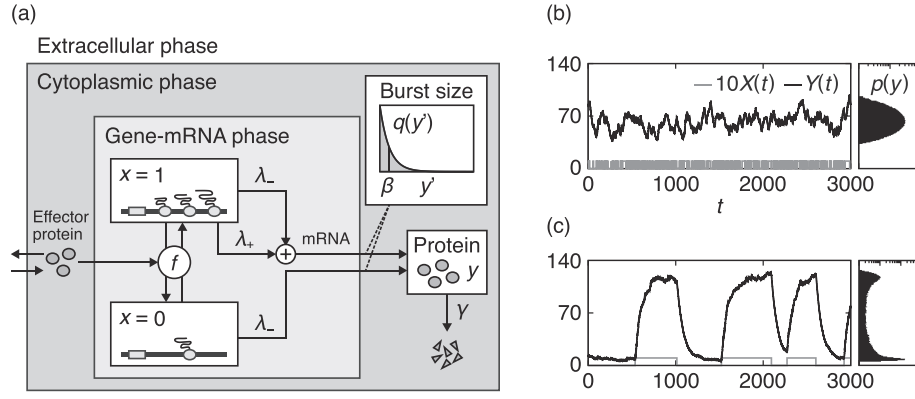 (a)
Extracellular phase
Cytoplasmic phase
Gene-mRNA phase
Burst size
q(y')
β y'
x = 1
λ₋
λ₊
+
mRNA
Effector
protein
f
Protein
y
γ
x = 0
λ₋
λ₋
(b)
140
70
0
10X(t) Y(t)
p(y)
0 1000 2000 3000
t
(c)
140
70
0
0 1000 2000 3000